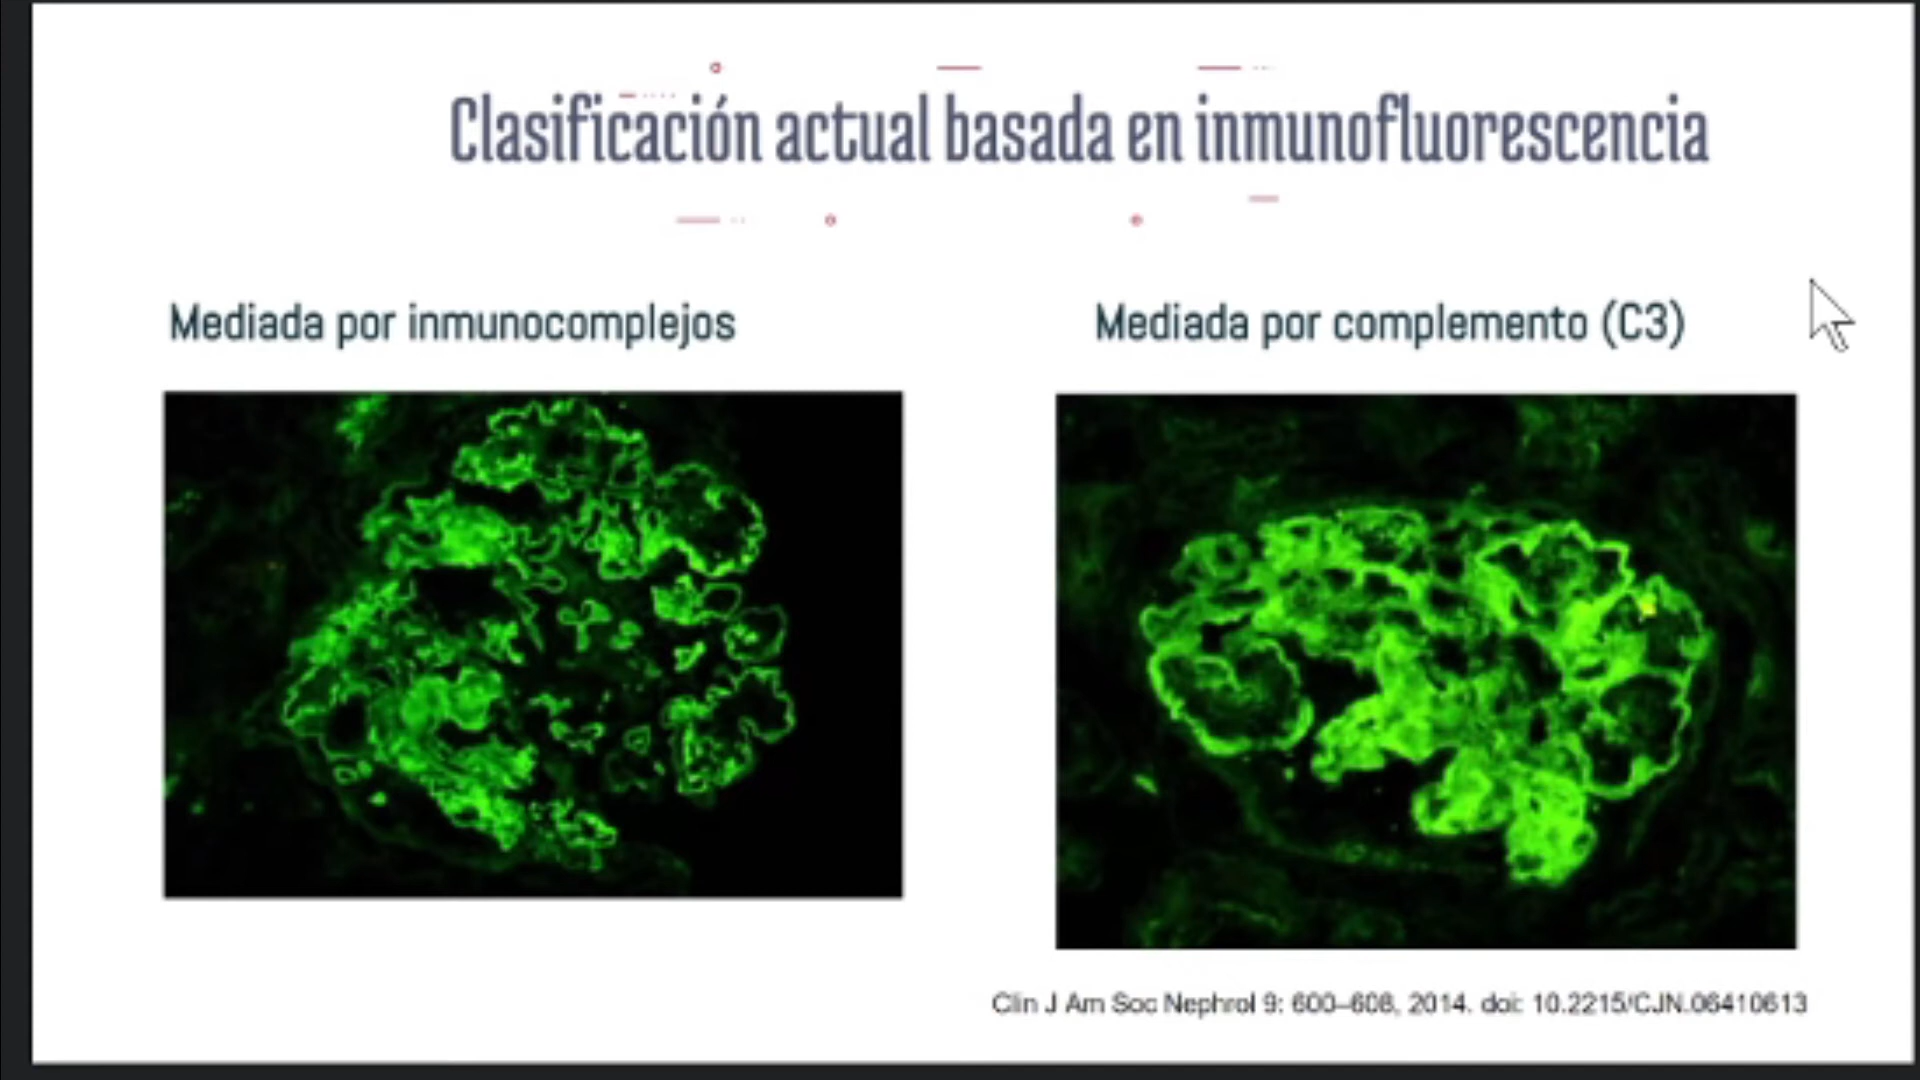 Clasificación actual basada en inmunofluorescencia
Mediada por inmunocomplejos
Mediada por complemento (C3)
Clin J Am Soc Nephrol 9: 600–608, 2014. doi: 10.2215/CJN.06410613